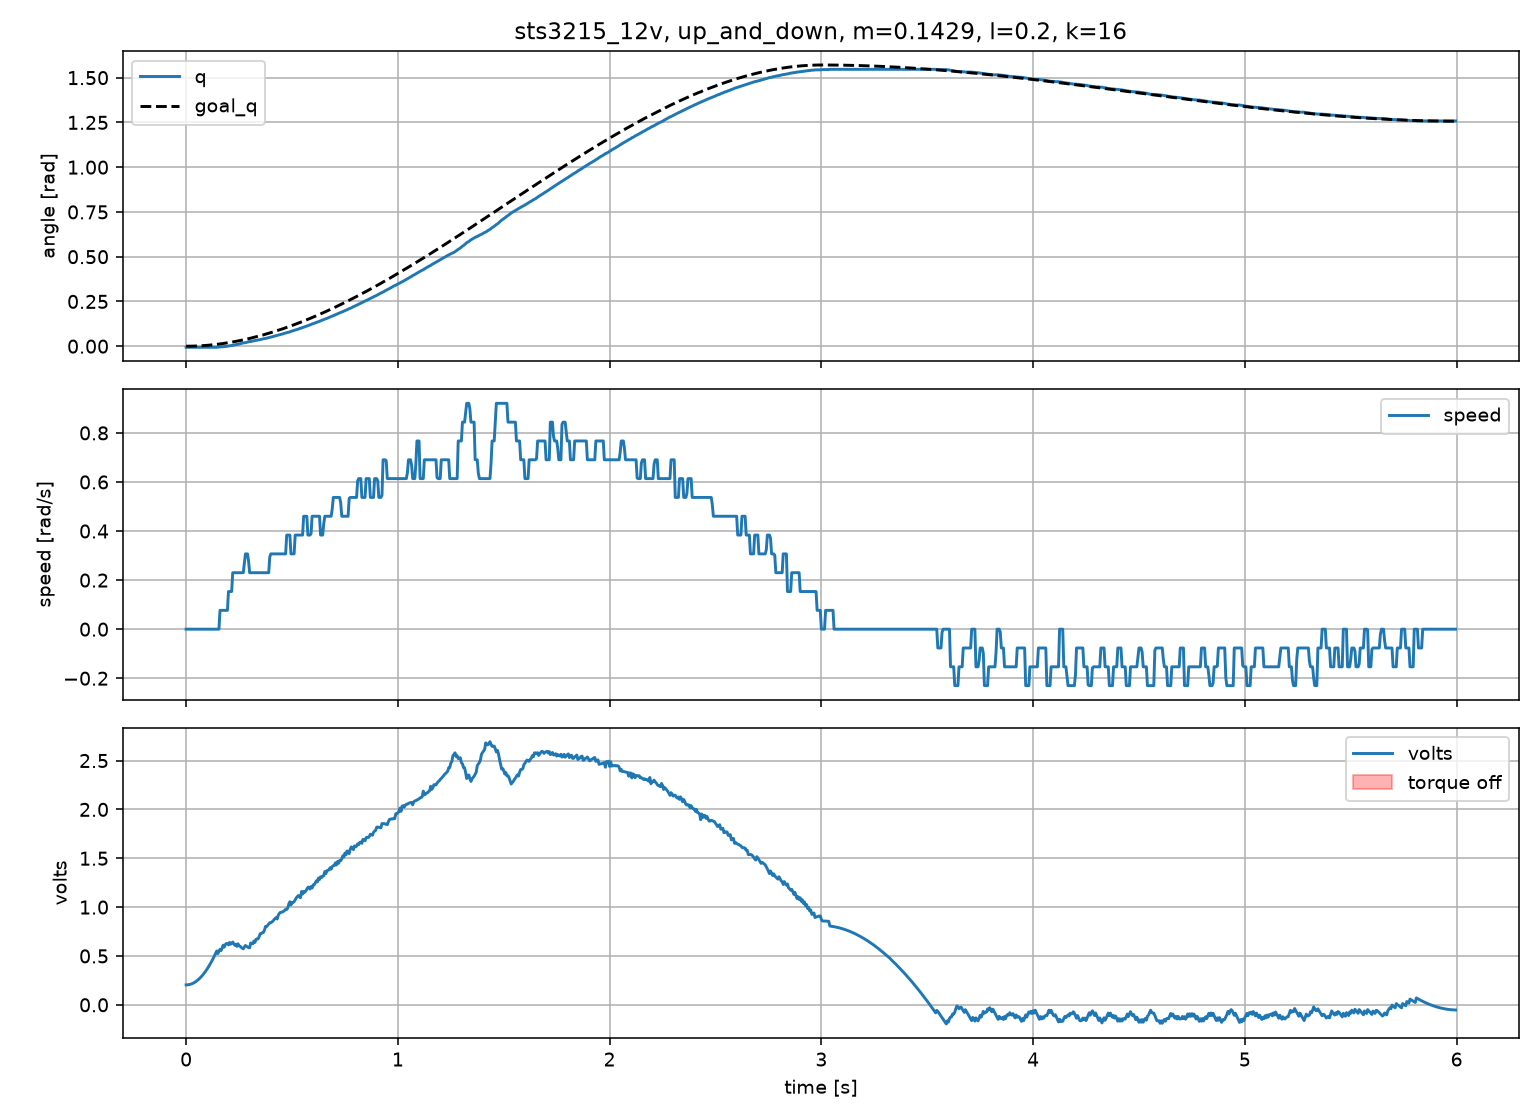 sts3215_12v, up_and_down, m=0.1429, l=0.2, k=16
q
goal_q
angle [rad]
1.50
1.25
1.00
0.75
0.50
0.25
0.00
speed
speed [rad/s]
0.8
0.6
0.4
0.2
0.0
−0.2
volts
torque off
volts
2.5
2.0
1.5
1.0
0.5
0.0
0 1 2 3 4 5 6
time [s]